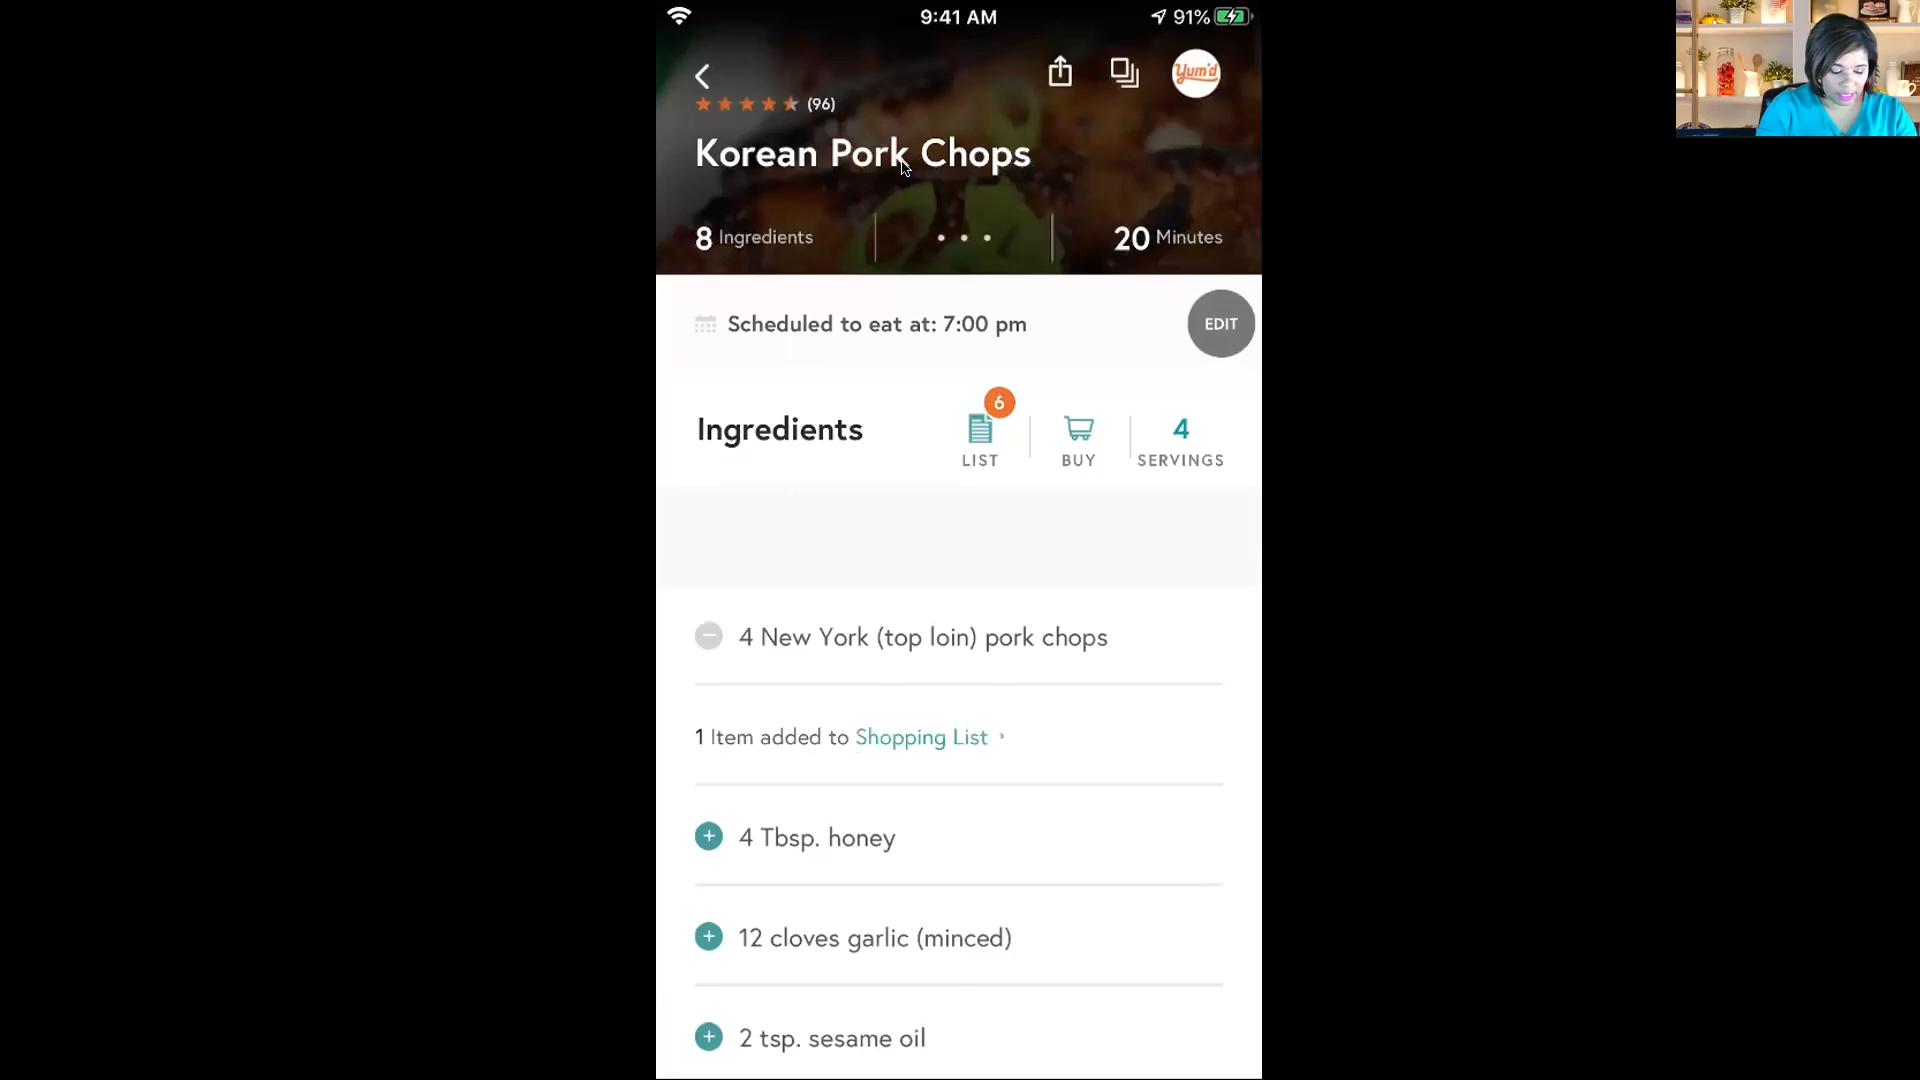 9:41 AM
91%
Yum'd
(96)
Korean Pork Chops
8 Ingredients
20 Minutes
Scheduled to eat at: 7:00 pm
EDIT
Ingredients
6
LIST
BUY
4
SERVINGS
4 New York (top loin) pork chops
1 Item added to Shopping List
4 Tbsp. honey
12 cloves garlic (minced)
2 tsp. sesame oil